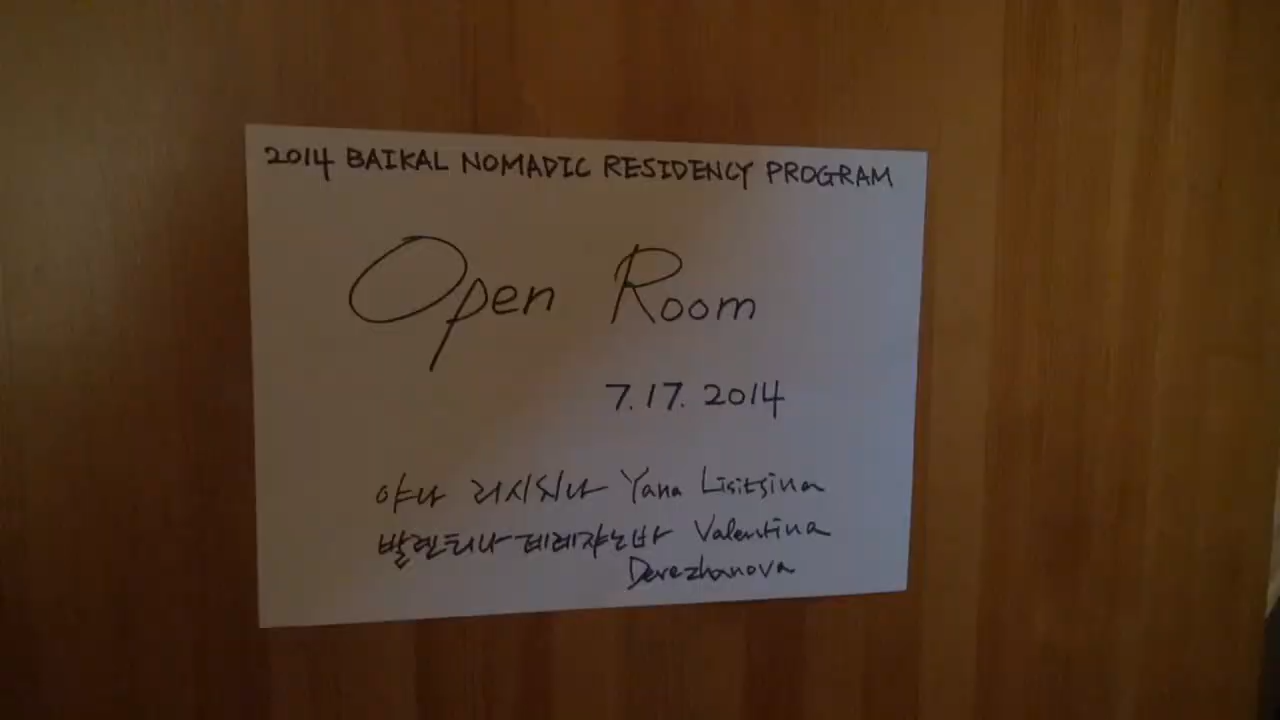 2014 BAIKAL NOMADIC RESIDENCY PROGRAM
Open Room
7.17.2014
야나 리시치나 Yana Lisitsina
발렌티나 데레쟈노바 Valentina
Derezhanova